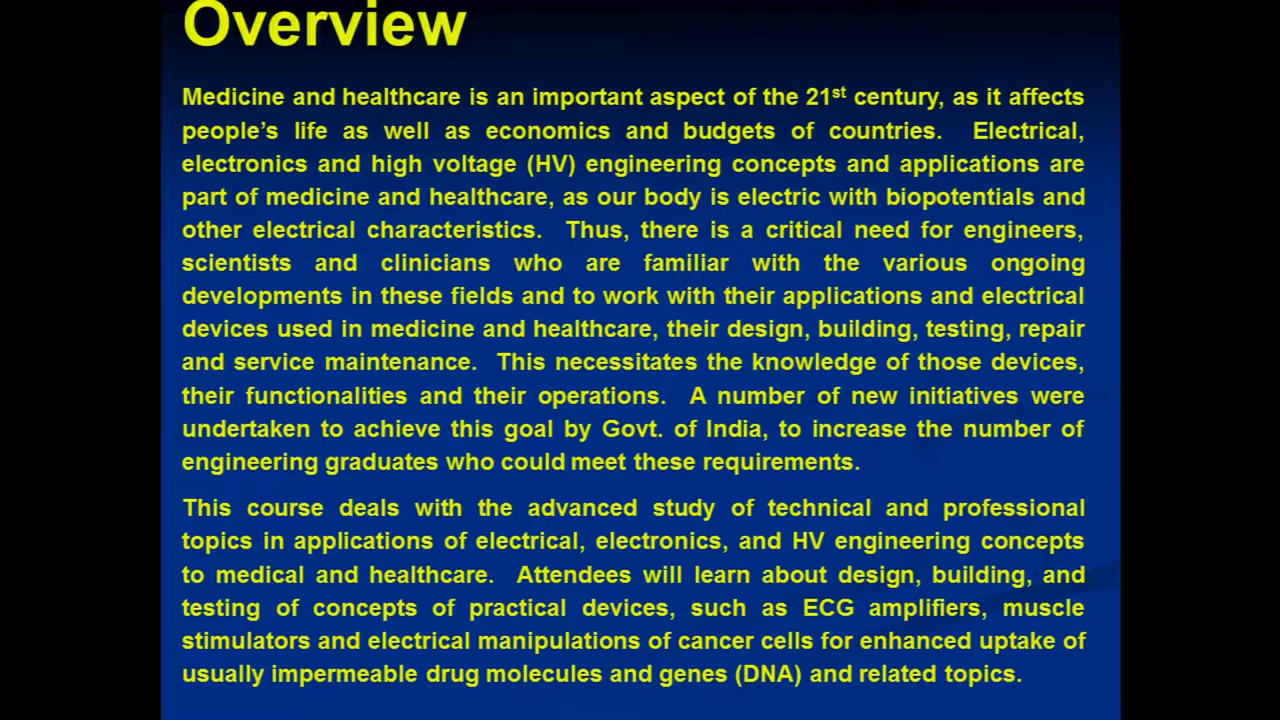 Overview
Medicine and healthcare is an important aspect of the 21st century, as it affects
people's life as well as economics and budgets of countries. Electrical,
electronics and high voltage (HV) engineering concepts and applications are
part of medicine and healthcare, as our body is electric with biopotentials and
other electrical characteristics. Thus, there is a critical need for engineers,
scientists and clinicians who are familiar with the various ongoing
developments in these fields and to work with their applications and electrical
devices used in medicine and healthcare, their design, building, testing, repair
and service maintenance. This necessitates the knowledge of those devices,
their functionalities and their operations. A number of new initiatives were
undertaken to achieve this goal by Govt. of India, to increase the number of
engineering graduates who could meet these requirements.
This course deals with the advanced study of technical and professional
topics in applications of electrical, electronics, and HV engineering concepts
to medical and healthcare. Attendees will learn about design, building, and
testing of concepts of practical devices, such as ECG amplifiers, muscle
stimulators and electrical manipulations of cancer cells for enhanced uptake of
usually impermeable drug molecules and genes (DNA) and related topics.